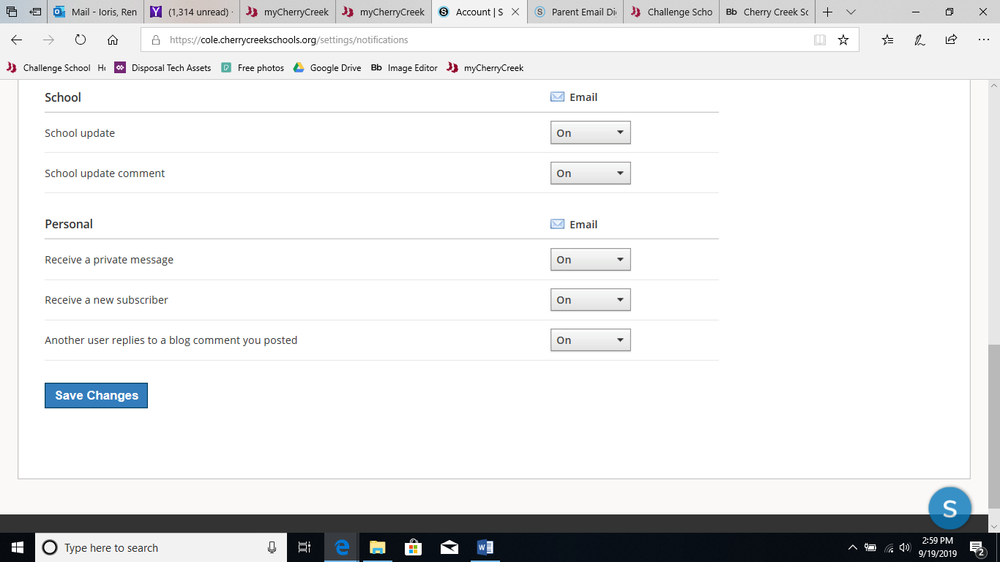 Mail - Ioris, Ren
(1,314 unread) -
myCherryCreek
myCherryCreek
Account | S
Parent Email Di
Challenge Scho
Bb Cherry Creek Sc
https://cole.cherrycreekschools.org/settings/notifications
Challenge School Ho
Disposal Tech Assets
Free photos
Google Drive
Bb Image Editor
myCherryCreek
School Email
School update On
School update comment On
Personal Email
Receive a private message On
Receive a new subscriber On
Another user replies to a blog comment you posted On
Save Changes
S
Type here to search
2:59 PM
9/19/2019
2